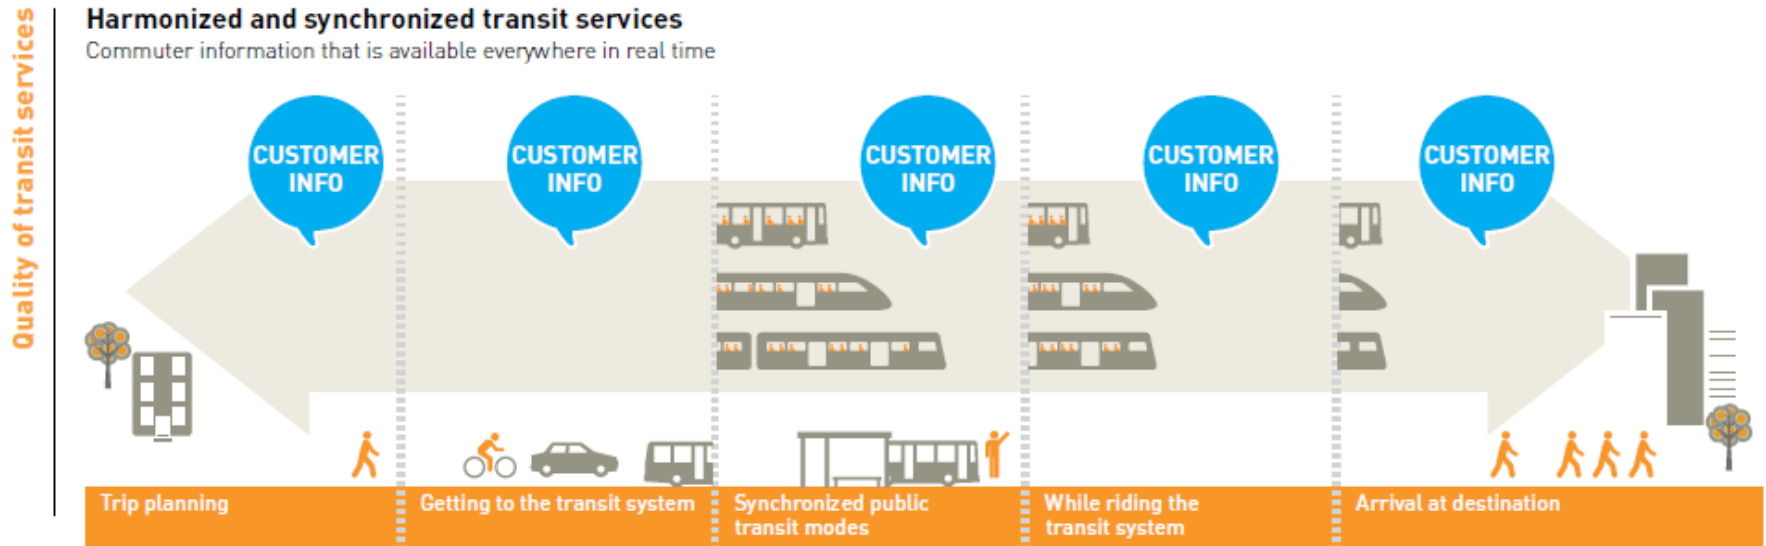 Quality of transit services
Harmonized and synchronized transit services
Commuter information that is available everywhere in real time
CUSTOMER
INFO
CUSTOMER
INFO
CUSTOMER
INFO
CUSTOMER
INFO
CUSTOMER
INFO
Trip planning
Getting to the transit system
Synchronized public
transit modes
While riding the
transit system
Arrival at destination